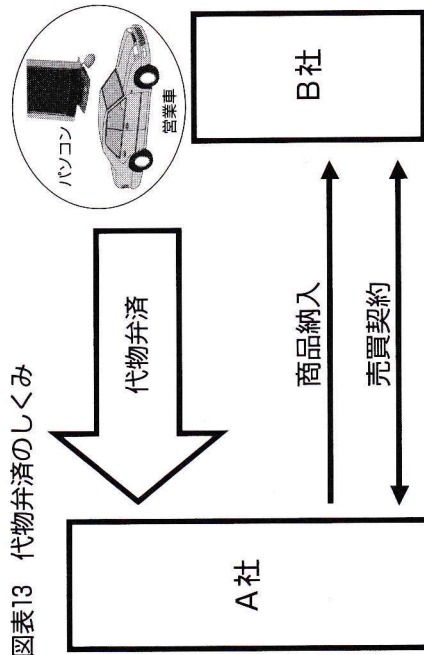 図表13 代物弁済のしくみ
パソコン
営業車
代物弁済
A社
B社
商品納入
売買契約